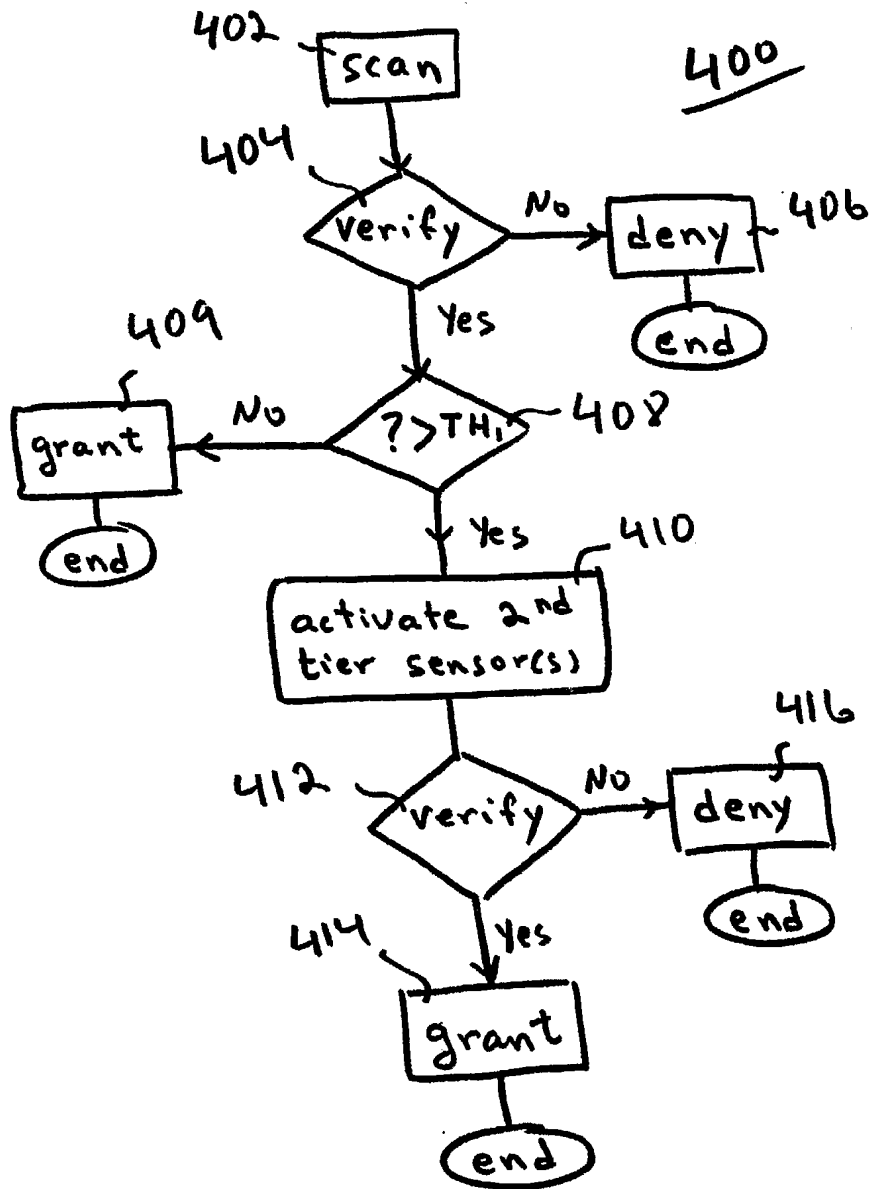 402
scan
400
404
verify
No
deny
406
end
Yes
409
grant
No
? > TH₁
408
end
Yes
410
activate 2nd
tier sensor(s)
412
verify
No
416
deny
end
414
Yes
grant
end